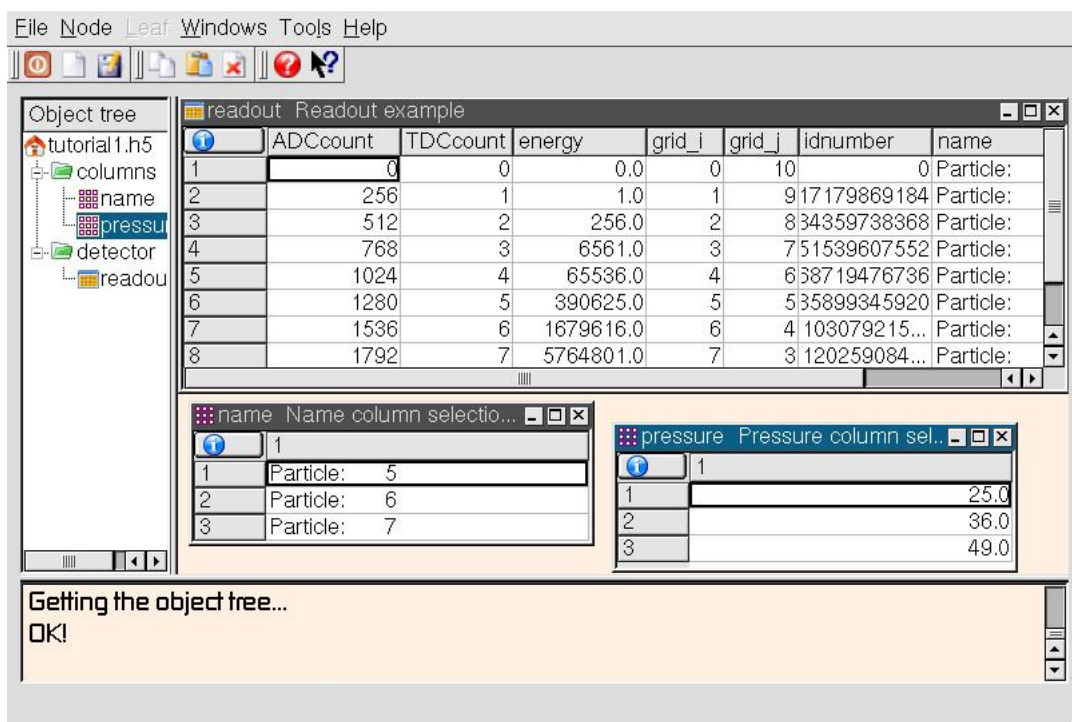 File Node Leaf Windows Tools Help
Object tree
tutorial1.h5
columns
name
pressu
detector
readou
readout Readout example
ADCcount TDCcount energy grid_i grid_j idnumber name
1 0 0 0.0 0 10 0 Particle:
2 256 1 1.0 1 9 17179869184 Particle:
3 512 2 256.0 2 8 34359738368 Particle:
4 768 3 6561.0 3 7 51539607552 Particle:
5 1024 4 65536.0 4 6 68719476736 Particle:
6 1280 5 390625.0 5 5 35899345920 Particle:
7 1536 6 1679616.0 6 4 103079215... Particle:
8 1792 7 5764801.0 7 3 120259084... Particle:
name Name column selectio...
1
1 Particle: 5
2 Particle: 6
3 Particle: 7
pressure Pressure column sel..
1
1 25.0
2 36.0
3 49.0
Getting the object tree...
OK!